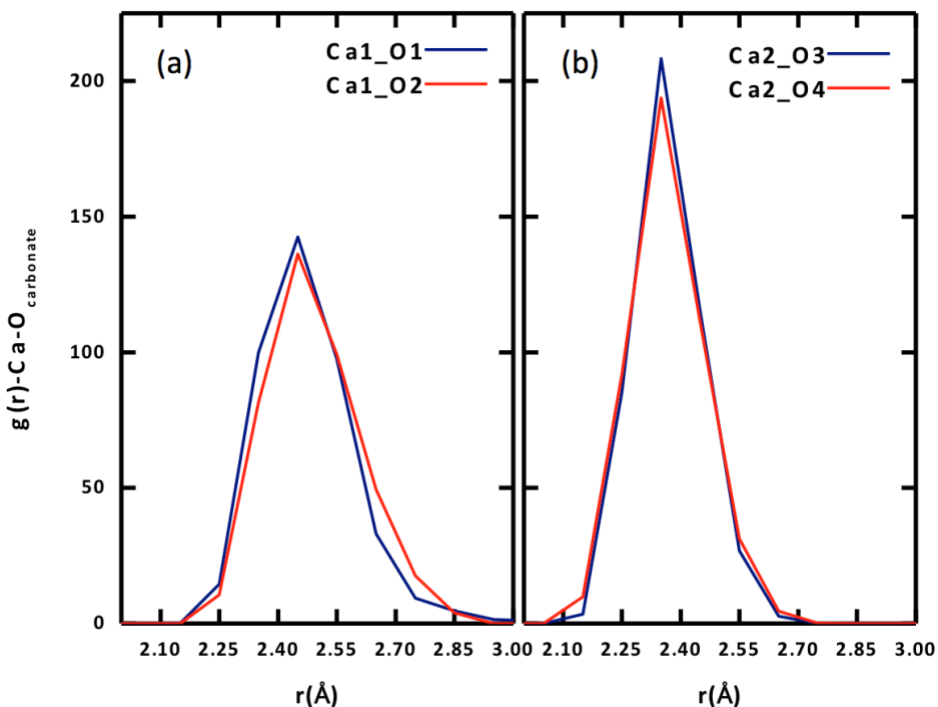 (a)
Ca1_O1
Ca1_O2
(b)
Ca2_O3
Ca2_O4
g(r)-Ca-Ocarbonate
200
150
100
50
0
2.10 2.25 2.40 2.55 2.70 2.85 3.00
2.10 2.25 2.40 2.55 2.70 2.85 3.00
r(Å)
r(Å)